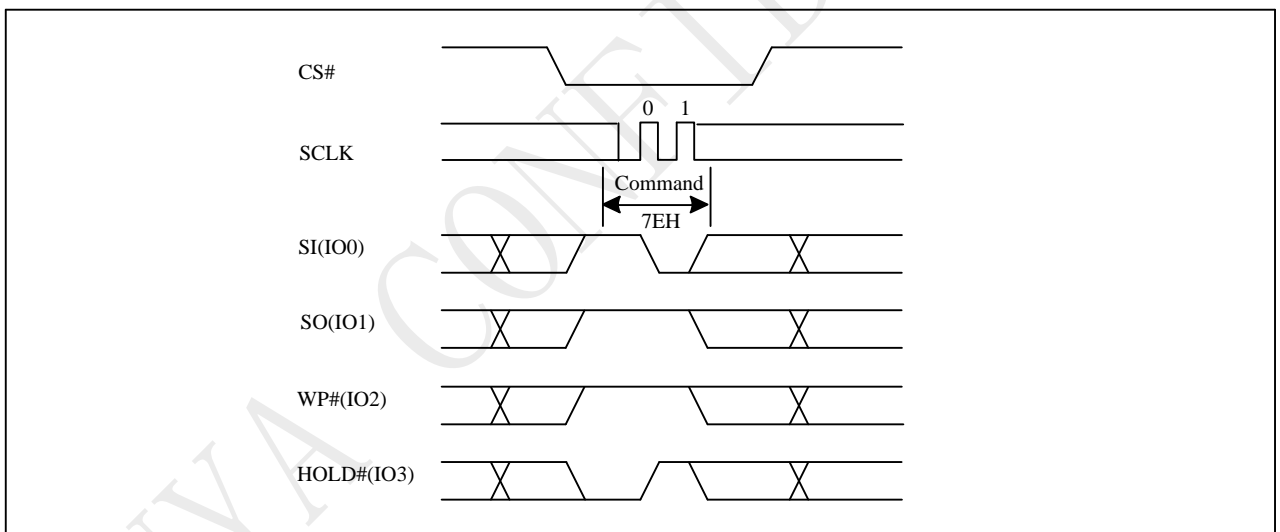 CS#
0 1
SCLK
Command
7EH
SI(IO0)
SO(IO1)
WP#(IO2)
HOLD#(IO3)